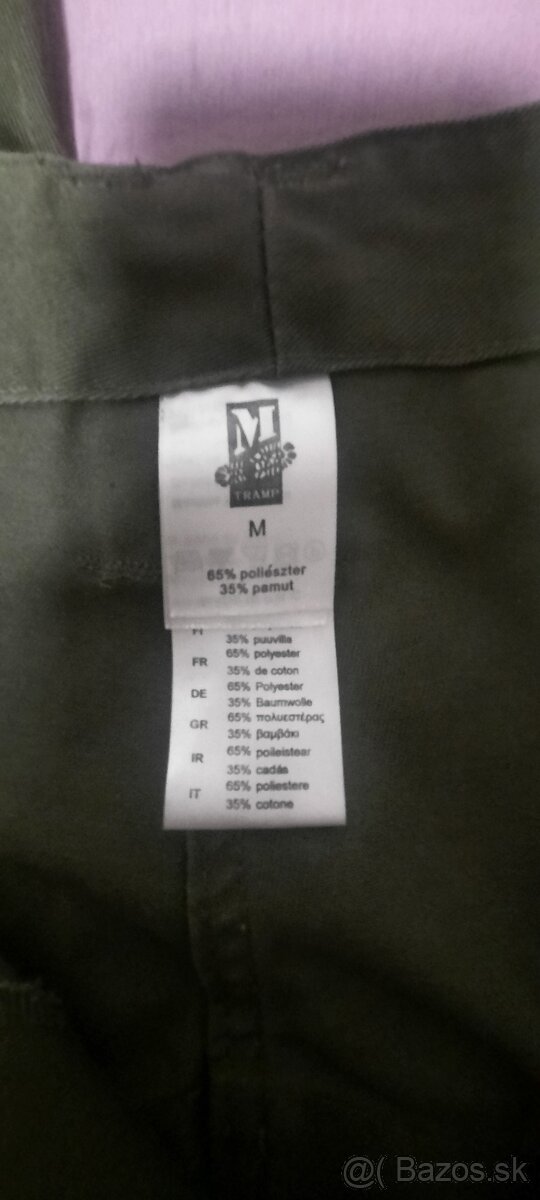 M
TRAMP
M
65% poliészter
35% pamut
35% puuvilla
FR 65% polyester
35% de coton
DE 65% Polyester
35% Baumwolle
GR 65% πολυεστέρας
35% βαμβάκι
IR 65% poileistear
35% cadás
IT 65% poliestere
35% cotone
@( Bazos.sk